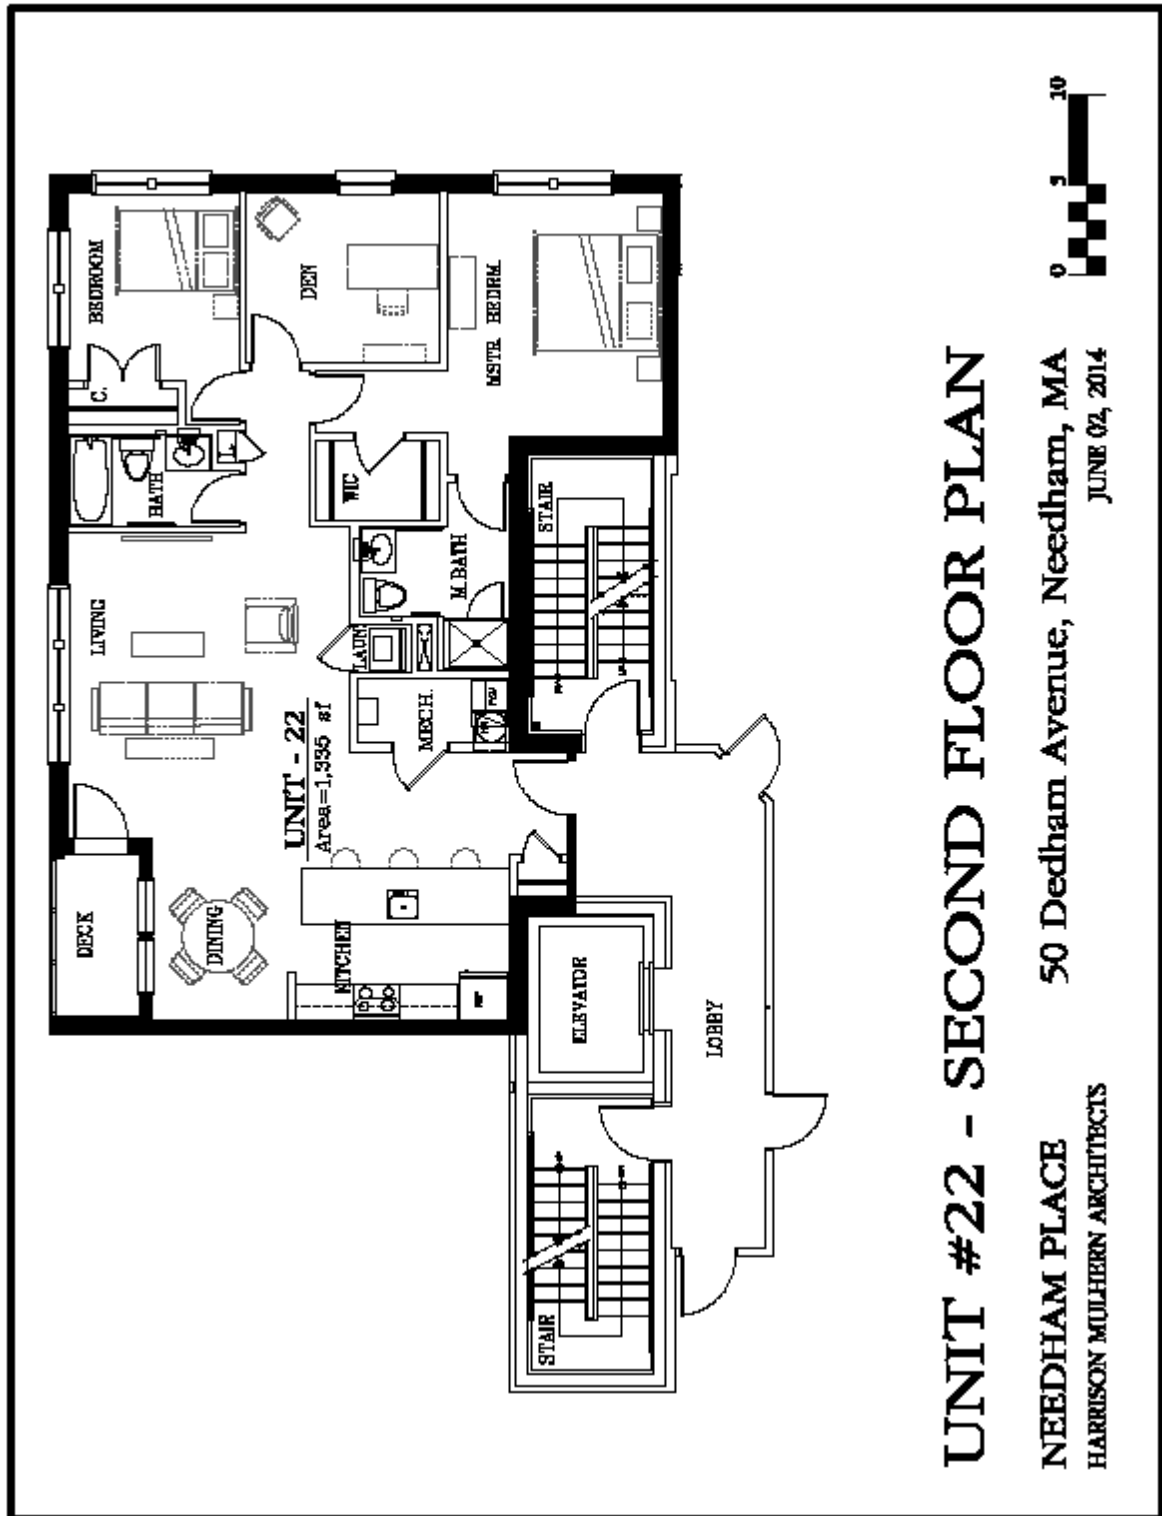 BEDROOM
DEN
MSTR. BEDRM.
C.
BATH
WIC
STAIR
M.BATH
LIVING
LAUN.
MECH.
UNIT - 22
Area=1,335 sf
DECK
DINING
KITCHEN
REF
ELEVATOR
LOBBY
STAIR
0 5 10
UNIT #22 - SECOND FLOOR PLAN
NEEDHAM PLACE 50 Dedham Avenue, Needham, MA
HARRISON MULHERN ARCHITECTS JUNE 02, 2014